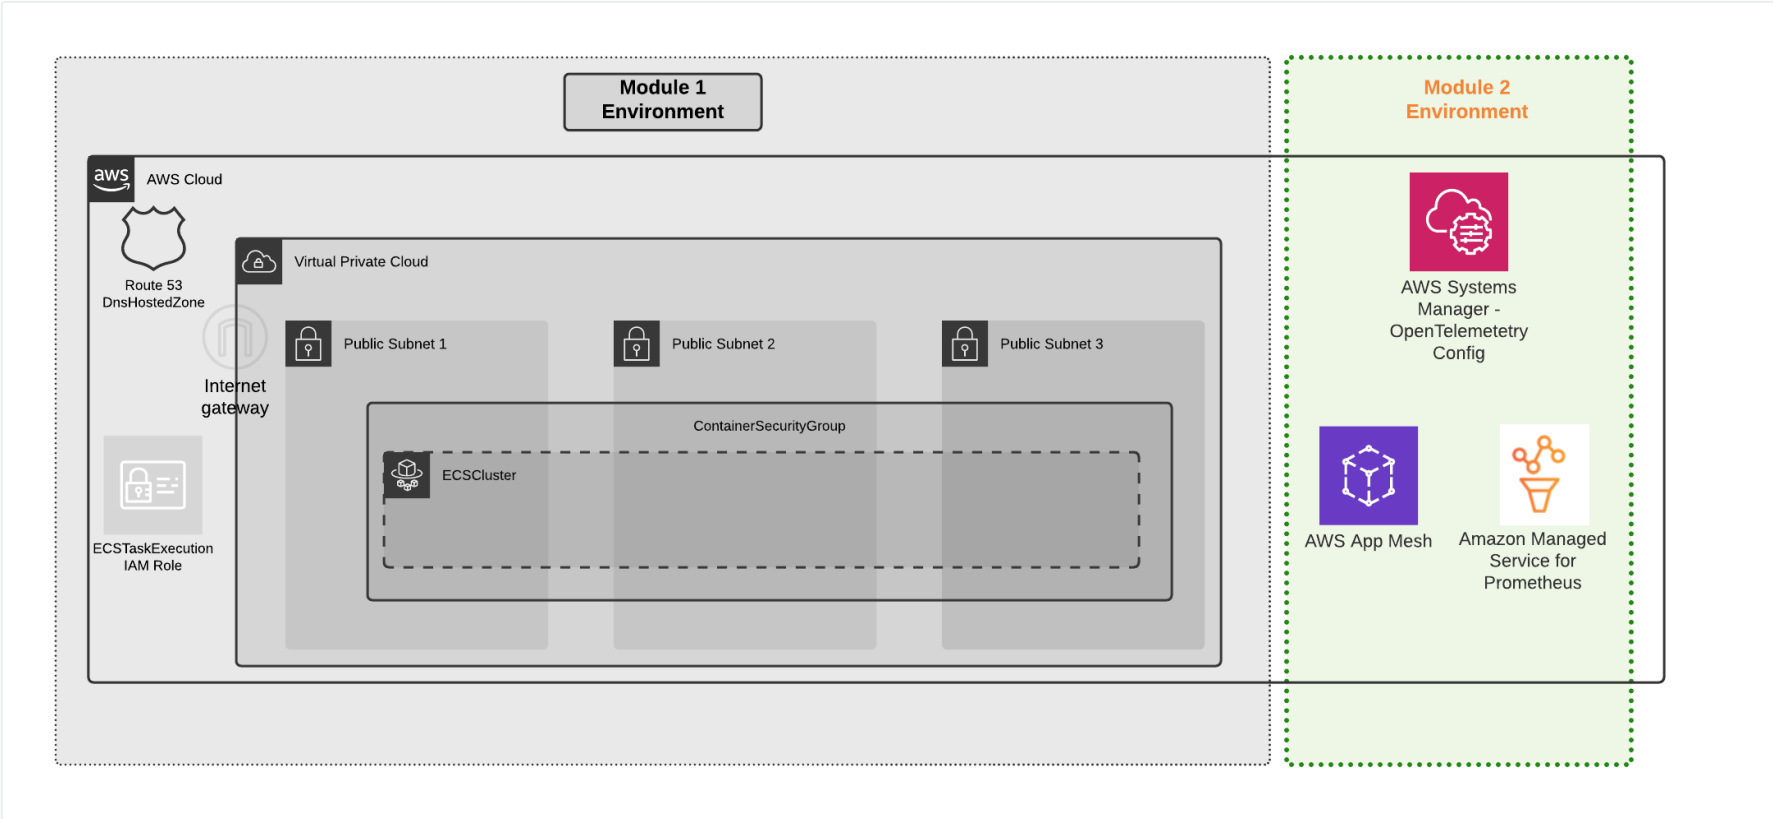 Module 1
Environment
Module 2
Environment
aws
AWS Cloud
Route 53
DnsHostedZone
Virtual Private Cloud
Internet
gateway
Public Subnet 1
Public Subnet 2
Public Subnet 3
ContainerSecurityGroup
ECSCluster
ECSTaskExecution
IAM Role
AWS Systems
Manager -
OpenTelemetetry
Config
AWS App Mesh
Amazon Managed
Service for
Prometheus